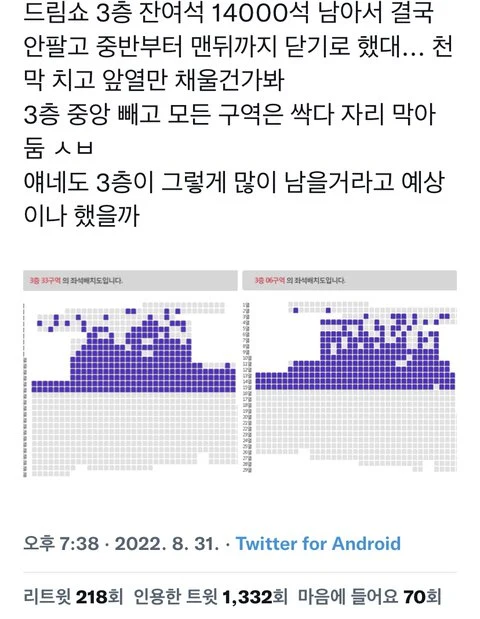 드림쇼 3층 잔여석 14000석 남아서 결국
안팔고 중반부터 맨뒤까지 닫기로 했대... 천
막 치고 앞열만 채울건가봐
3층 중앙 빼고 모든 구역은 싹다 자리 막아
둠 ㅅㅂ
얘네도 3층이 그렇게 많이 남을거라고 예상
이나 했을까
3층 33구역 의 좌석배치도입니다.
3층 06구역 의 좌석배치도입니다.
오후 7:38 · 2022. 8. 31. · Twitter for Android
리트윗 218회 인용한 트윗 1,332회 마음에 들어요 70회